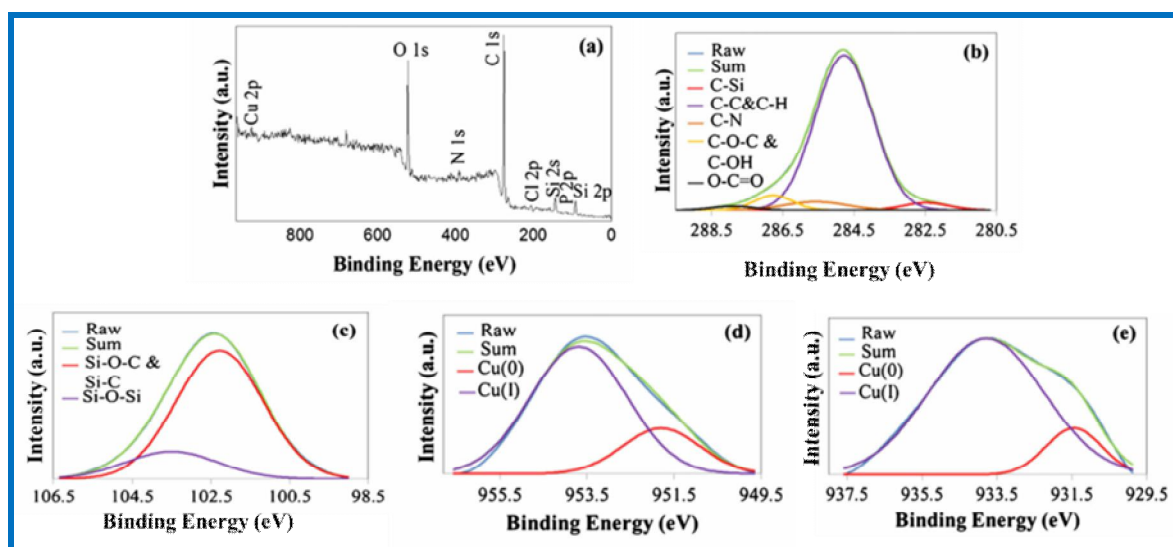 (a)
Intensity (a.u.)
Cu 2p
O 1s
N 1s
C 1s
Cl 2p
Si 2s
P 2p
Si 2p
800 600 400 200 0
Binding Energy (eV)
(b)
Intensity (a.u.)
Raw
Sum
C-Si
C-C&C-H
C-N
C-O-C &
C-OH
O-C=O
288.5 286.5 284.5 282.5 280.5
Binding Energy (eV)
(c)
Intensity (a.u.)
Raw
Sum
Si-O-C &
Si-C
Si-O-Si
106.5 104.5 102.5 100.5 98.5
Binding Energy (eV)
(d)
Intensity (a.u.)
Raw
Sum
Cu(0)
Cu(I)
955.5 953.5 951.5 949.5
Binding Energy (eV)
(e)
Intensity (a.u.)
Raw
Sum
Cu(0)
Cu(I)
937.5 935.5 933.5 931.5 929.5
Binding Energy (eV)